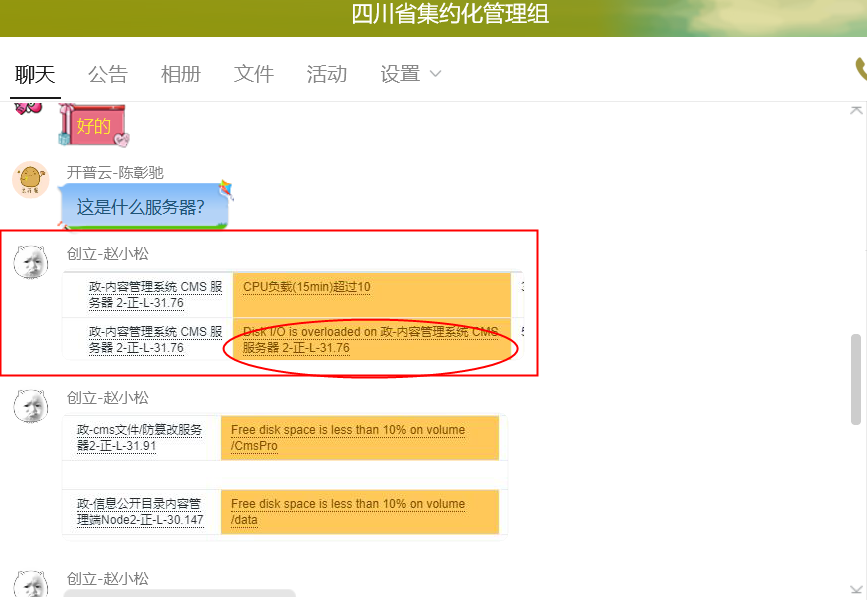 四川省集约化管理组
聊天 公告 相册 文件 活动 设置
好的
开普云-陈彰驰
这是什么服务器?
创立-赵小松
政-内容管理系统 CMS 服
务器 2-正-L-31.76
CPU负载(15min)超过10
政-内容管理系统 CMS 服
务器 2-正-L-31.76
Disk I/O is overloaded on 政-内容管理系统 CMS
服务器 2-正-L-31.76
创立-赵小松
政-cms文件/防篡改服务
器2-正-L-31.91
Free disk space is less than 10% on volume
/CmsPro
政-信息公开目录内容管
理端Node2-正-L-30.147
Free disk space is less than 10% on volume
/data
创立-赵小松